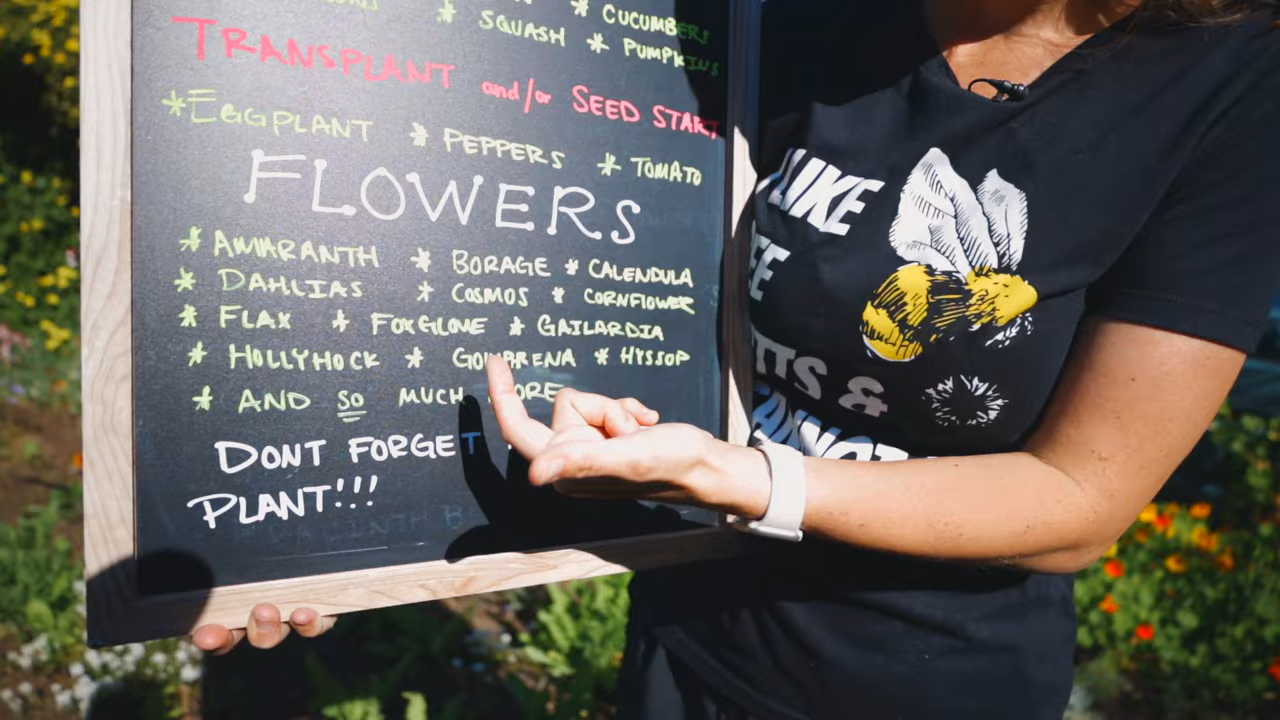 * SQUASH * CUCUMBERS
* PUMPKINS
TRANSPLANT and/or SEED START
* EGGPLANT * PEPPERS * TOMATO
FLOWERS
* AMARANTH * BORAGE * CALENDULA
* DAHLIAS * COSMOS * CORNFLOWER
* FLAX * FOXGLOVE * GAILARDIA
* HOLLYHOCK * GOMPHRENA * HYSSOP
* AND SO MUCH MORE
DONT FORGET
PLANT!!!
I LIKE
&